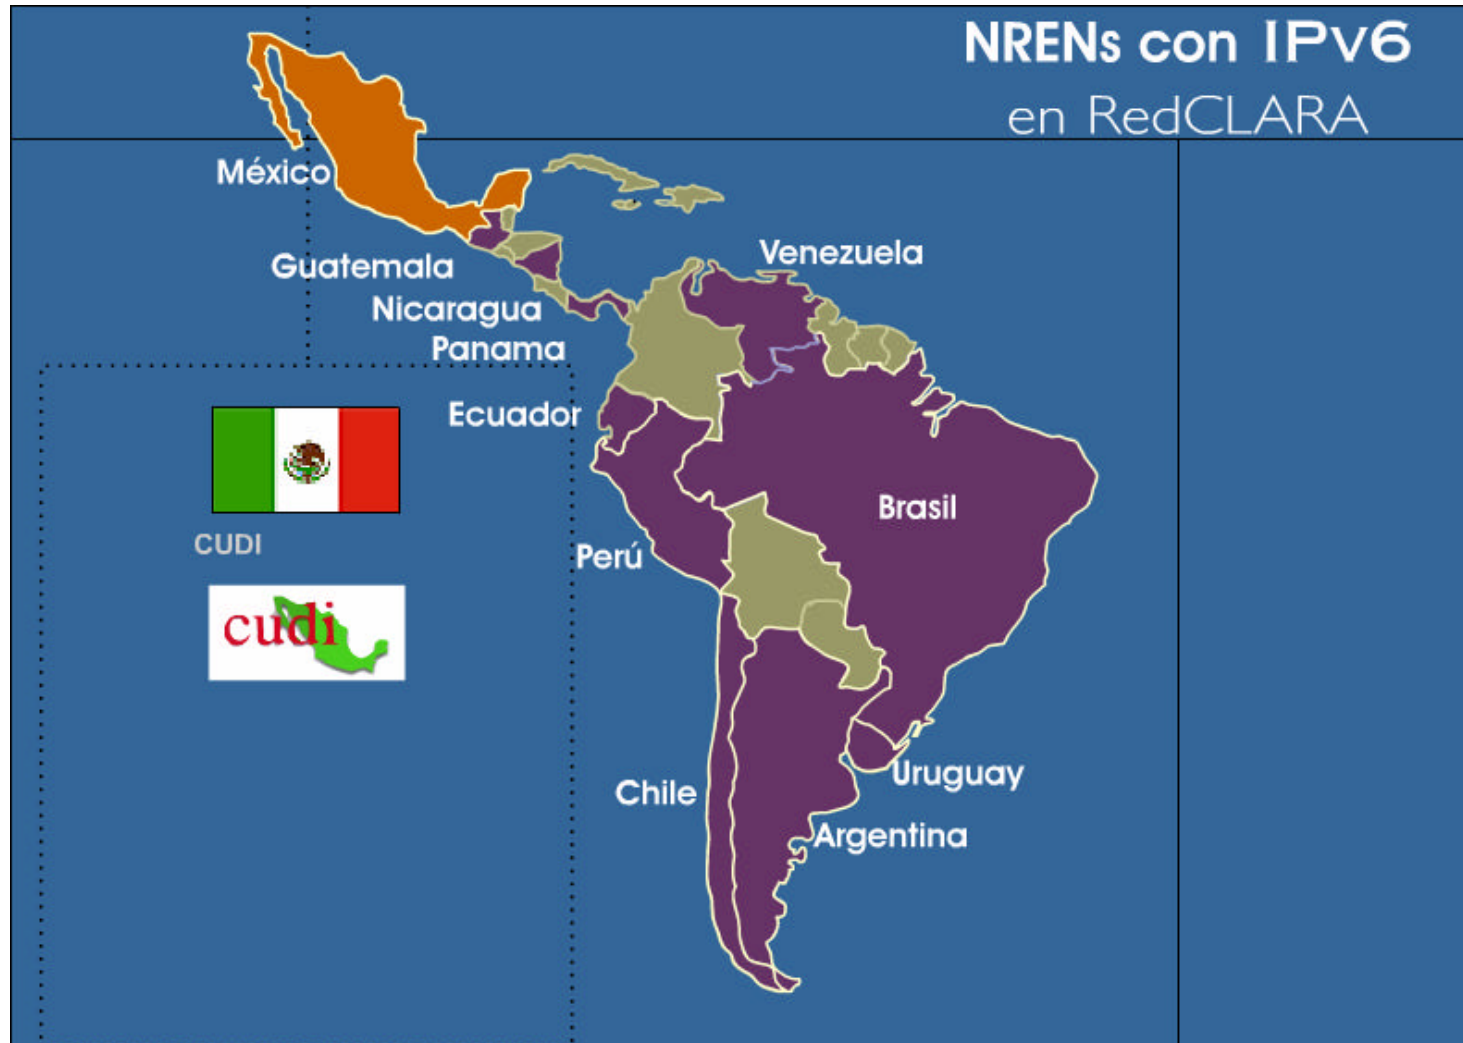 NRENs con IPv6
en RedCLARA
México
Venezuela
Guatemala
Nicaragua
Panama
Ecuador
Brasil
CUDI
Perú
cudi
Uruguay
Chile
Argentina